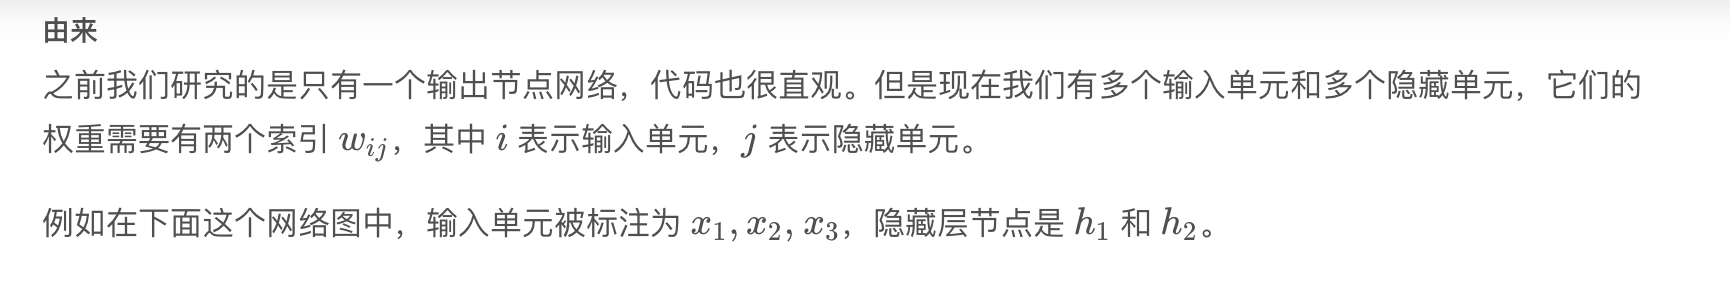 由来
之前我们研究的是只有一个输出节点网络，代码也很直观。但是现在我们有多个输入单元和多个隐藏单元，它们的
权重需要有两个索引 $w_{ij}$，其中 $i$ 表示输入单元，$j$ 表示隐藏单元。
例如在下面这个网络图中，输入单元被标注为 $x_1, x_2, x_3$，隐藏层节点是 $h_1$ 和 $h_2$。